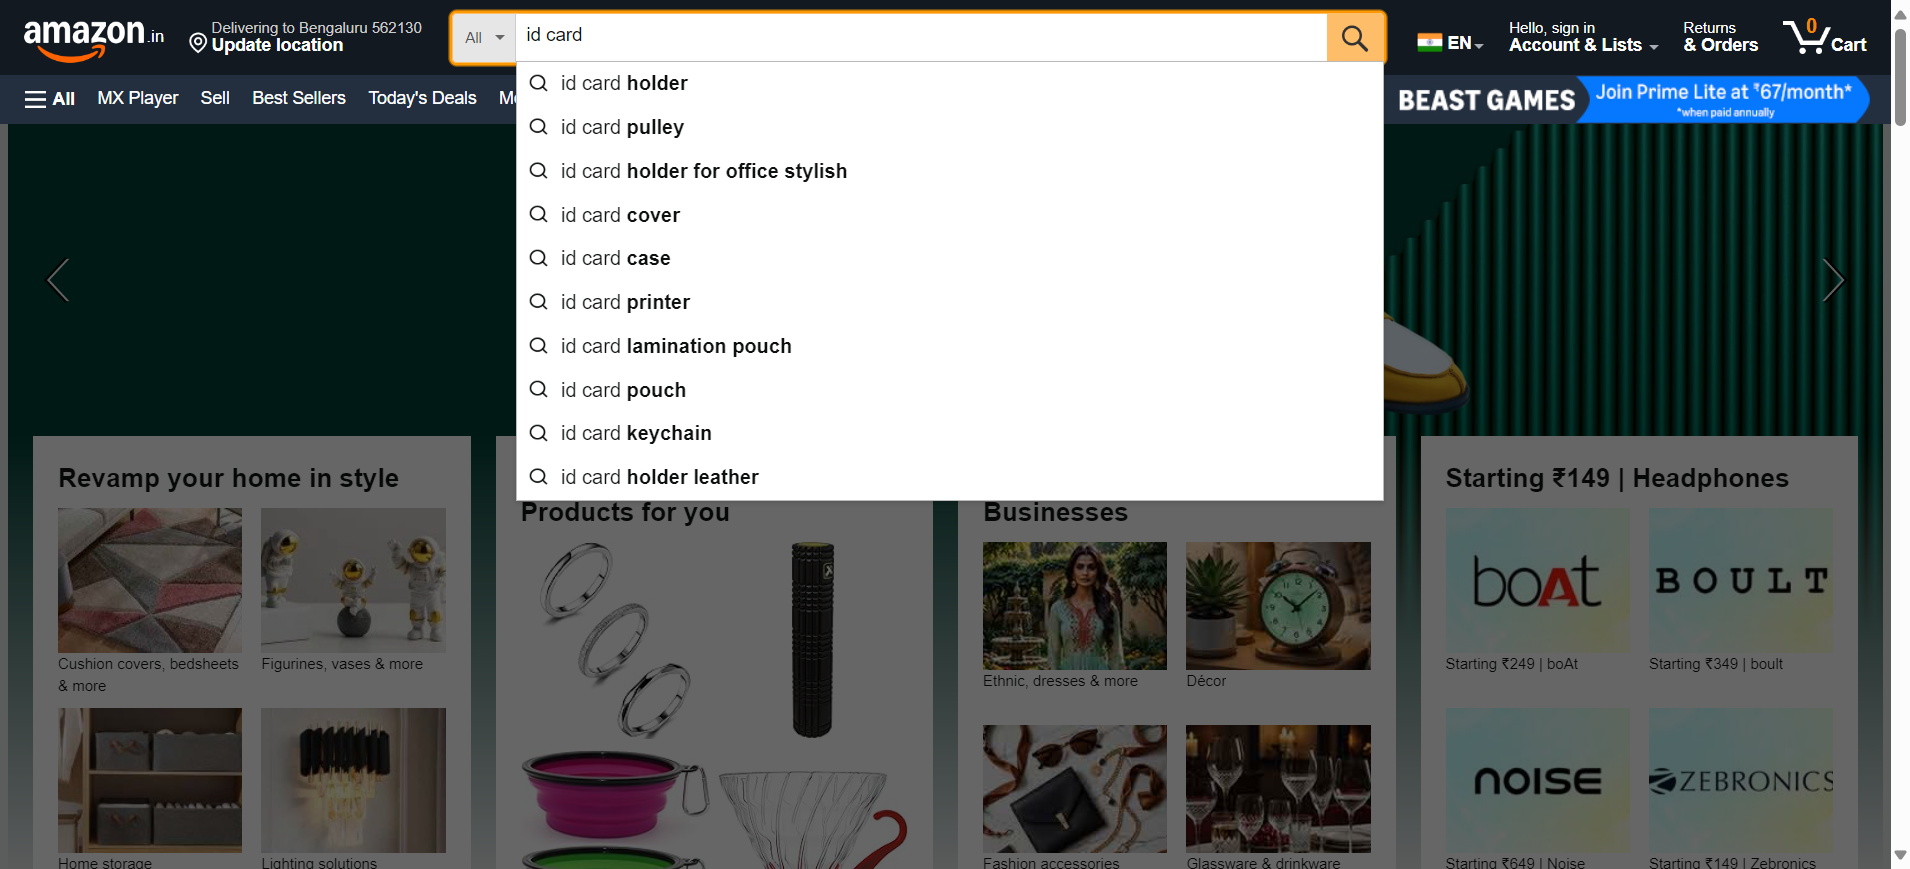 amazon.in
Delivering to Bengaluru 562130
Update location
All
id card
EN
Hello, sign in
Account & Lists
Returns
& Orders
0
Cart
All
MX Player
Sell
Best Sellers
Today's Deals
BEAST GAMES
Join Prime Lite at ₹67/month*
*when paid annually
id card holder
id card pulley
id card holder for office stylish
id card cover
id card case
id card printer
id card lamination pouch
id card pouch
id card keychain
id card holder leather
Revamp your home in style
Cushion covers, bedsheets
& more
Figurines, vases & more
Home storage
Lighting solutions
Products for you
Businesses
Ethnic, dresses & more
Décor
Fashion accessories
Glassware & drinkware
Starting ₹149 | Headphones
boAt
BOULT
Starting ₹249 | boAt
Starting ₹349 | boult
NOISE
ZEBRONICS
Starting ₹649 | Noise
Starting ₹149 | Zebronics